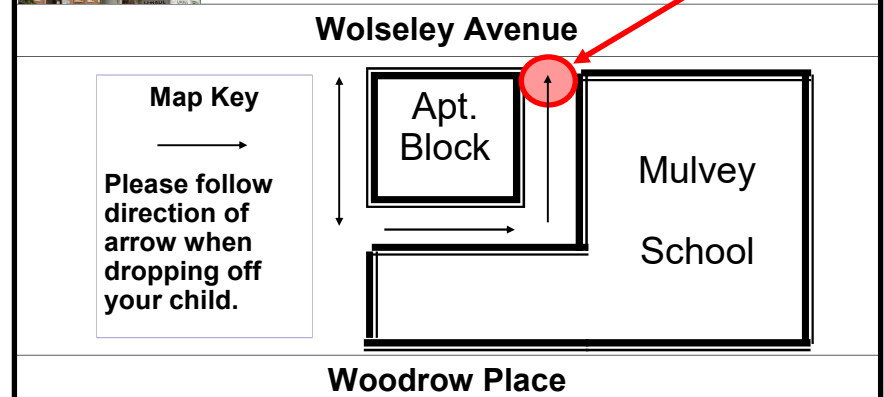 Wolseley Avenue
Map Key
Please follow
direction of
arrow when
dropping off
your child.
Apt.
Block
Mulvey
School
Woodrow Place